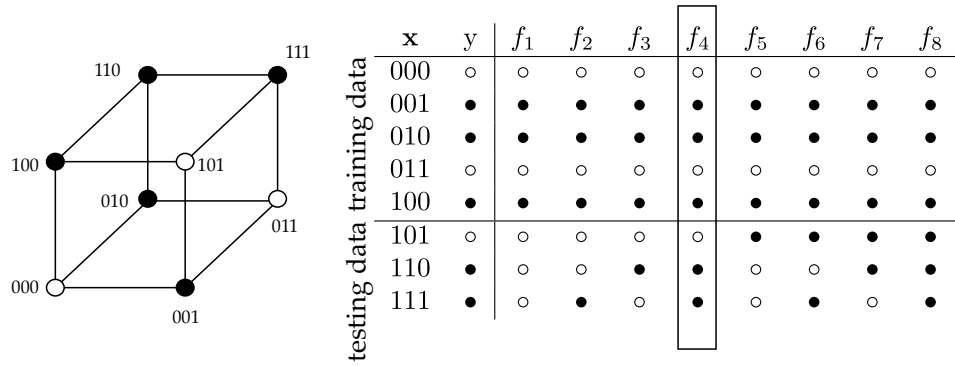 111
110
100
101
010
011
000
001
x y f1 f2 f3 f4 f5 f6 f7 f8
training data
000 ○ ○ ○ ○ ○ ○ ○ ○ ○
001 ● ● ● ● ● ● ● ● ●
010 ● ● ● ● ● ● ● ● ●
011 ○ ○ ○ ○ ○ ○ ○ ○ ○
100 ● ● ● ● ● ● ● ● ●
testing data
101 ○ ○ ○ ○ ○ ● ● ● ●
110 ● ○ ○ ● ● ○ ○ ● ●
111 ● ○ ● ○ ● ○ ● ○ ●